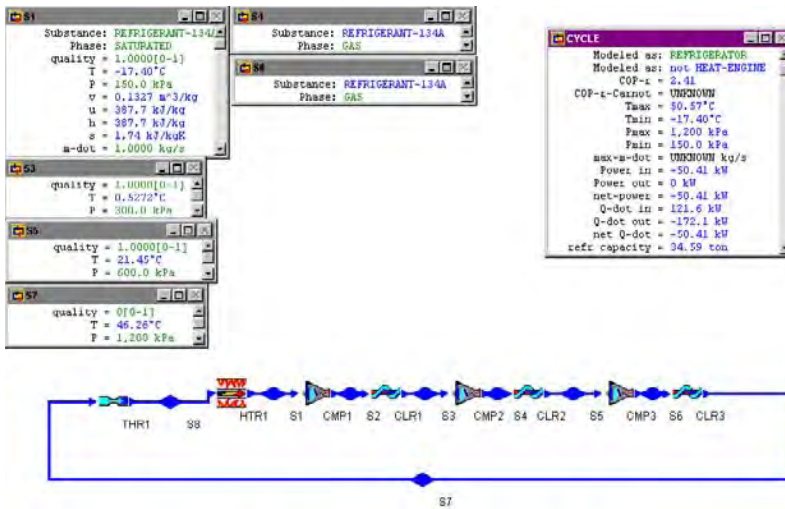 S1
Substance: REFRIGERANT-134A
Phase: SATURATED
quality = 1.0000[0-1]
T = -17.40°C
P = 150.0 kPa
v = 0.1327 m^3/kg
u = 387.7 kJ/kg
h = 387.7 kJ/kg
s = 1.74 kJ/kgK
m-dot = 1.0000 kg/s
S4
Substance: REFRIGERANT-134A
Phase: GAS
S6
Substance: REFRIGERANT-134A
Phase: GAS
S3
quality = 1.0000[0-1]
T = 0.5272°C
P = 300.0 kPa
S5
quality = 1.0000[0-1]
T = 21.45°C
P = 600.0 kPa
S7
quality = 0[0-1]
T = 46.26°C
P = 1,200 kPa
CYCLE
Modeled as: REFRIGERATOR
Modeled as: not HEAT-ENGINE
COP-r = 2.41
COP-r-Carnot = UNKNOWN
Tmax = 50.57°C
Tmin = -17.40°C
Pmax = 1,200 kPa
Pmin = 150.0 kPa
max-m-dot = UNKNOWN kg/s
Power in = -50.41 kW
Power out = 0 kW
net-power = -50.41 kW
Q-dot in = 121.6 kW
Q-dot out = -172.1 kW
net Q-dot = -50.41 kW
refr capacity = 34.59 ton
THR1 S8 HTR1 S1 CMP1 S2 CLR1 S3 CMP2 S4 CLR2 S5 CMP3 S6 CLR3
S7